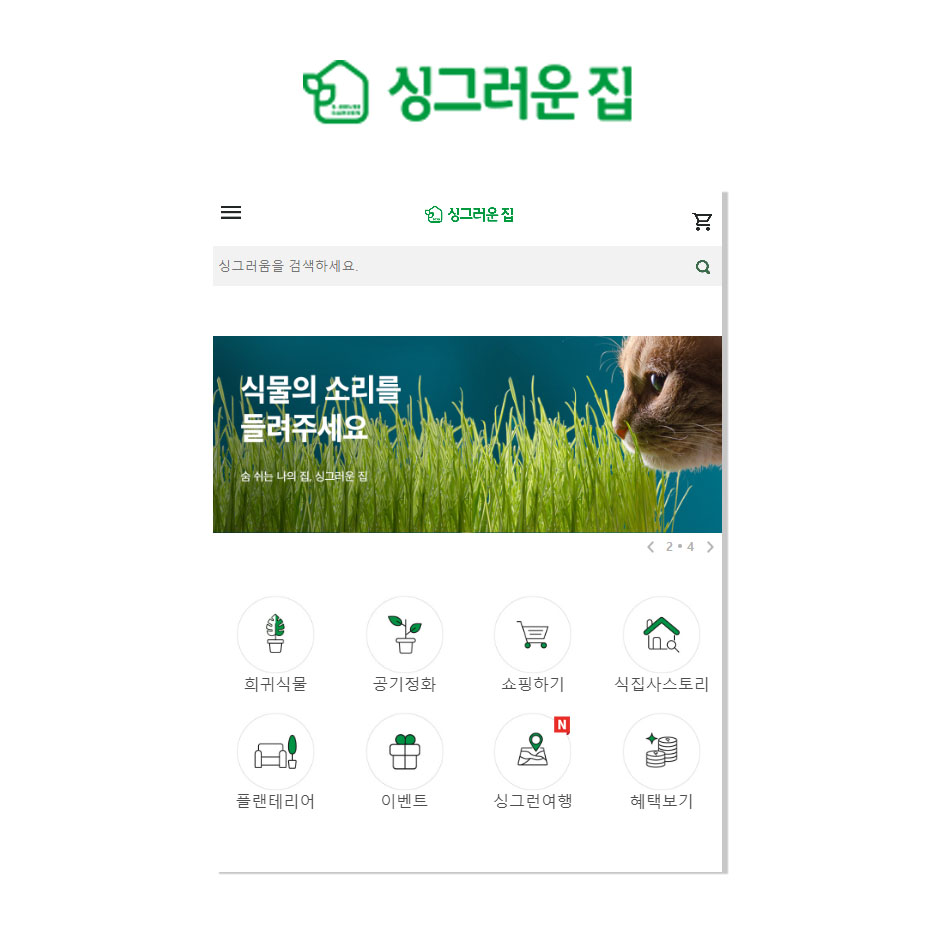 싱그러운 집
싱그러운 집
싱그러움을 검색하세요.
식물의 소리를
들려주세요
숨 쉬는 나의 집, 싱그러운 집
2 • 4
희귀식물 공기정화 쇼핑하기 식집사스토리
N
플랜테리어 이벤트 싱그런여행 혜택보기